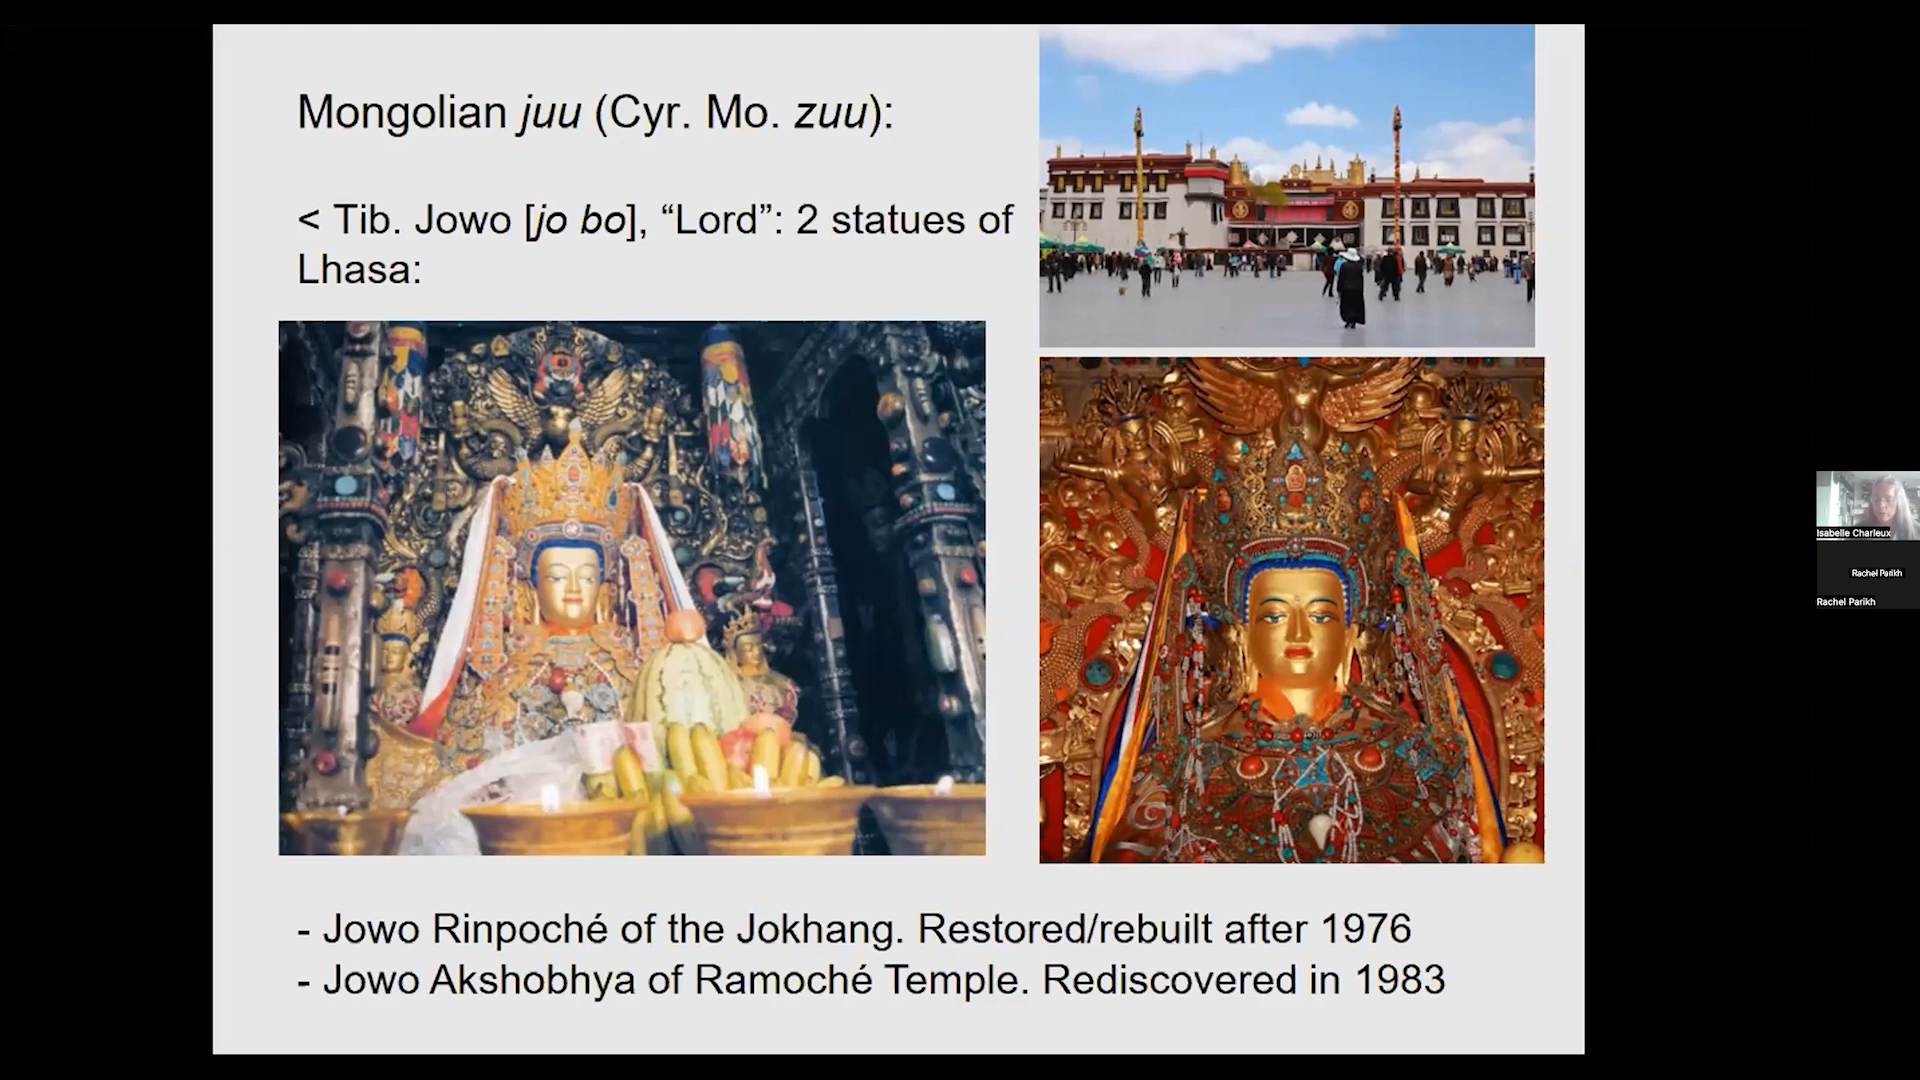 Mongolian juu (Cyr. Mo. zuu):
< Tib. Jowo [jo bo], “Lord”: 2 statues of
Lhasa:
- Jowo Rinpoché of the Jokhang. Restored/rebuilt after 1976
- Jowo Akshobhya of Ramoché Temple. Rediscovered in 1983
Isabelle Charleux
Rachel Parikh
Rachel Parikh